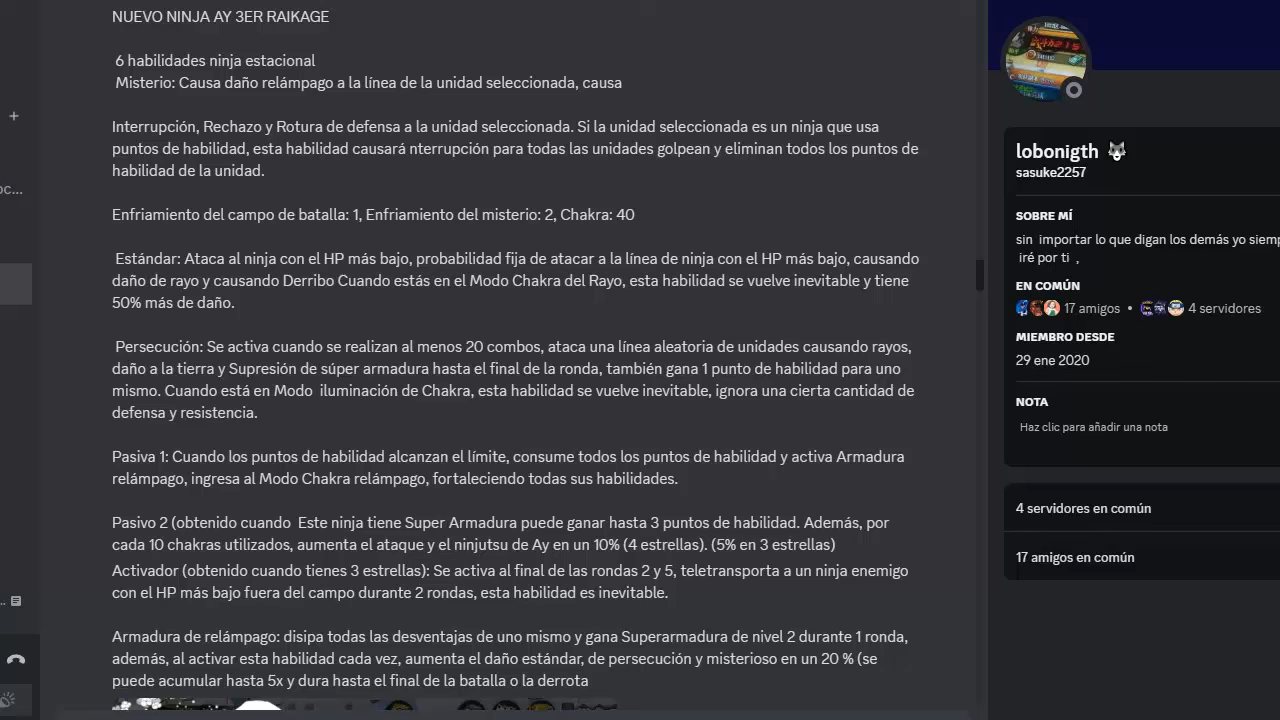 NUEVO NINJA AY 3ER RAIKAGE
6 habilidades ninja estacional
Misterio: Causa daño relámpago a la línea de la unidad seleccionada, causa
Interrupción, Rechazo y Rotura de defensa a la unidad seleccionada. Si la unidad seleccionada es un ninja que usa
puntos de habilidad, esta habilidad causará nterrupción para todas las unidades golpean y eliminan todos los puntos de
habilidad de la unidad.
Enfriamiento del campo de batalla: 1, Enfriamiento del misterio: 2, Chakra: 40
Estándar: Ataca al ninja con el HP más bajo, probabilidad fija de atacar a la línea de ninja con el HP más bajo, causando
daño de rayo y causando Derribo Cuando estás en el Modo Chakra del Rayo, esta habilidad se vuelve inevitable y tiene
50% más de daño.
Persecución: Se activa cuando se realizan al menos 20 combos, ataca una línea aleatoria de unidades causando rayos,
daño a la tierra y Supresión de súper armadura hasta el final de la ronda, también gana 1 punto de habilidad para uno
mismo. Cuando está en Modo  iluminación de Chakra, esta habilidad se vuelve inevitable, ignora una cierta cantidad de
defensa y resistencia.
Pasiva 1: Cuando los puntos de habilidad alcanzan el límite, consume todos los puntos de habilidad y activa Armadura
relámpago, ingresa al Modo Chakra relámpago, fortaleciendo todas sus habilidades.
Pasivo 2 (obtenido cuando  Este ninja tiene Super Armadura puede ganar hasta 3 puntos de habilidad. Además, por
cada 10 chakras utilizados, aumenta el ataque y el ninjutsu de Ay en un 10% (4 estrellas). (5% en 3 estrellas)
Activador (obtenido cuando tienes 3 estrellas): Se activa al final de las rondas 2 y 5, teletransporta a un ninja enemigo
con el HP más bajo fuera del campo durante 2 rondas, esta habilidad es inevitable.
Armadura de relámpago: disipa todas las desventajas de uno mismo y gana Superarmadura de nivel 2 durante 1 ronda,
además, al activar esta habilidad cada vez, aumenta el daño estándar, de persecución y misterioso en un 20 % (se
puede acumular hasta 5x y dura hasta el final de la batalla o la derrota
oc...
lobonigth
sasuke2257
SOBRE MÍ
sin  importar lo que digan los demás yo siemp
iré por ti  ,
EN COMÚN
17 amigos • 4 servidores
MIEMBRO DESDE
29 ene 2020
NOTA
Haz clic para añadir una nota
4 servidores en común
17 amigos en común